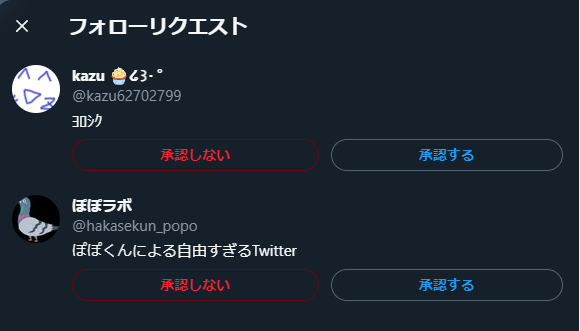 フォローリクエスト
kazu 🧁໒꒱· ﾟ
@kazu62702799
ﾖﾛｼｸ
承認しない
承認する
ぽぽラボ
@hakasekun_popo
ぽぽくんによる自由すぎるTwitter
承認しない
承認する